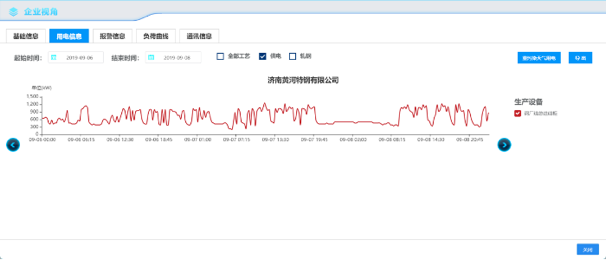 企业视角
基础信息 用电信息 报警信息 负荷曲线 通讯信息
起始时间： 2019-09-06 结束时间： 2019-09-08 全部工艺 供电 轧钢 导出
济南黄河特钢有限公司
单位(kW)
1,500
1,200
900
600
300
0
09-06 00:00 09-06 06:15 09-06 12:30 09-06 18:45 09-07 01:00 09-07 07:15 09-07 13:30 09-07 19:45 09-08 02:00 09-08 08:15 09-08 14:30 09-08 20:45
生产设备
关闭